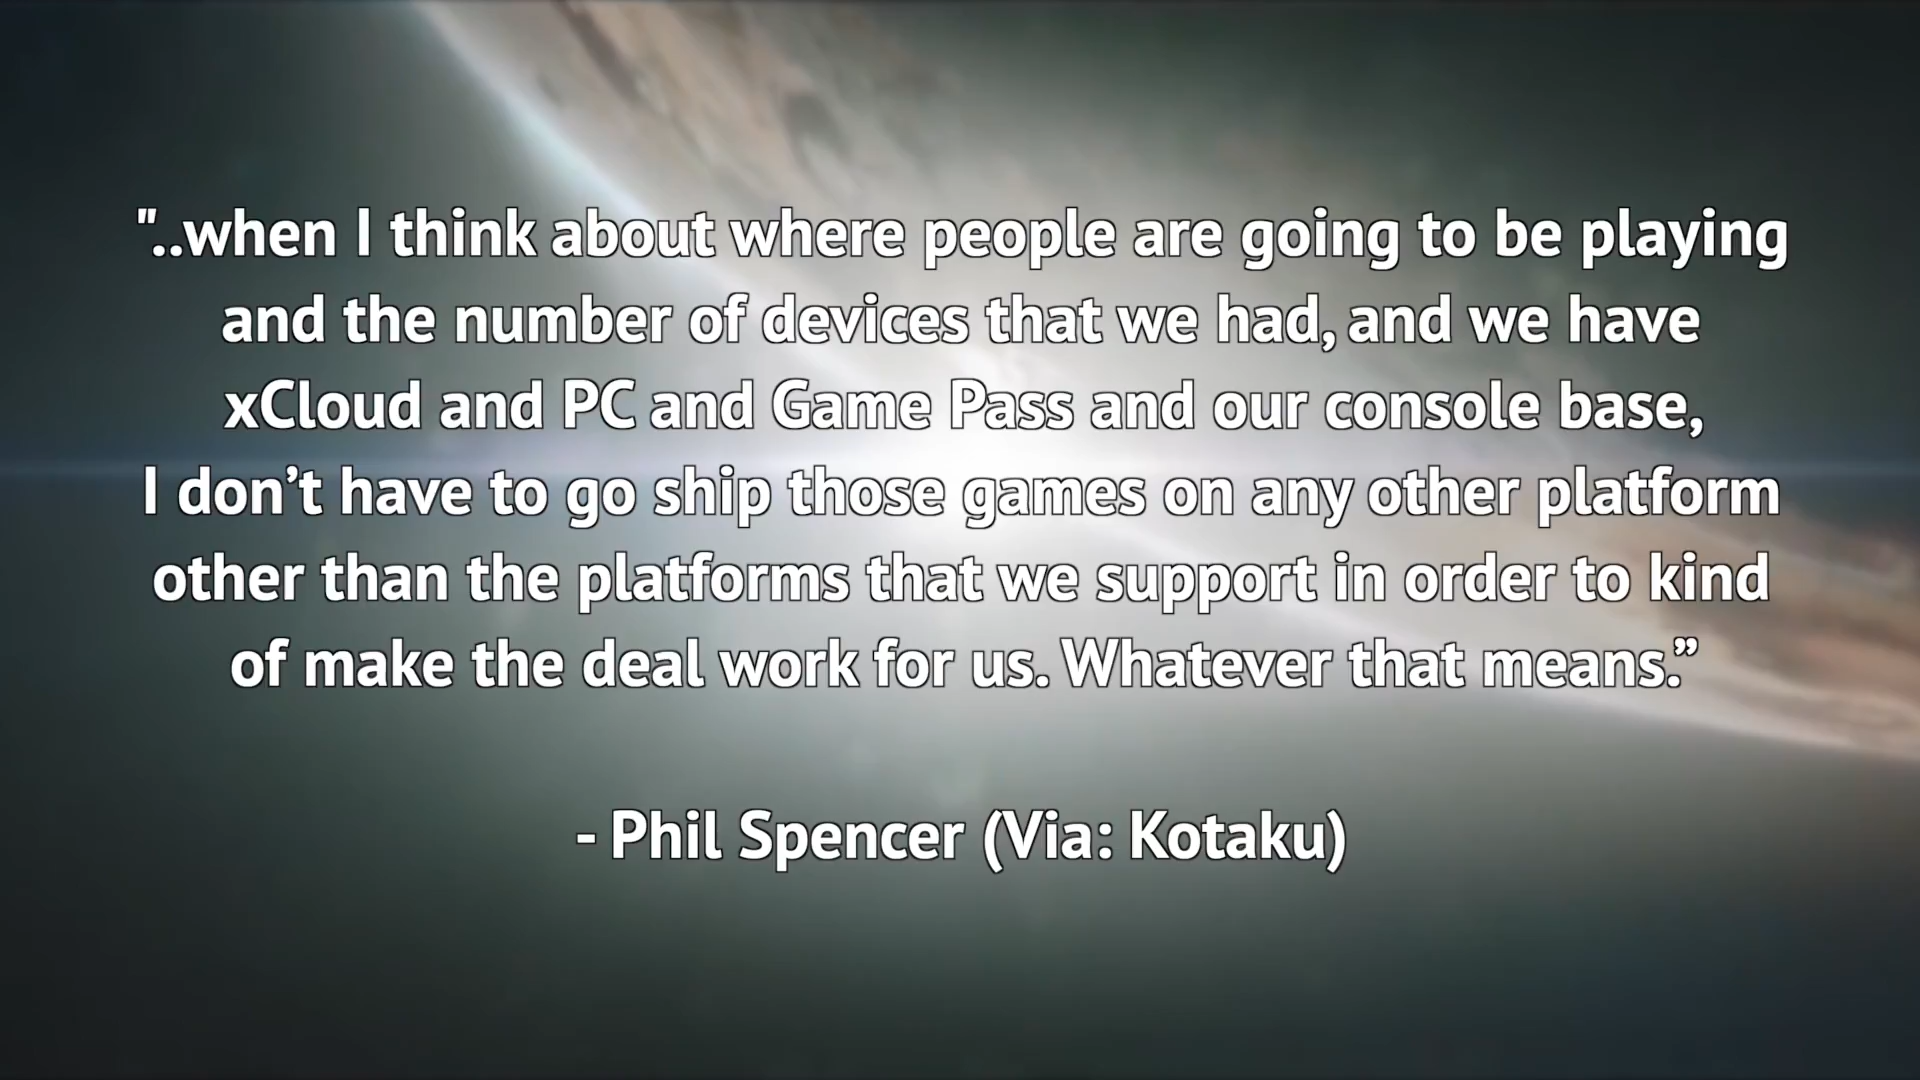 "..when I think about where people are going to be playing
and the number of devices that we had, and we have
xCloud and PC and Game Pass and our console base,
I don’t have to go ship those games on any other platform
other than the platforms that we support in order to kind
of make the deal work for us. Whatever that means.”
- Phil Spencer (Via: Kotaku)